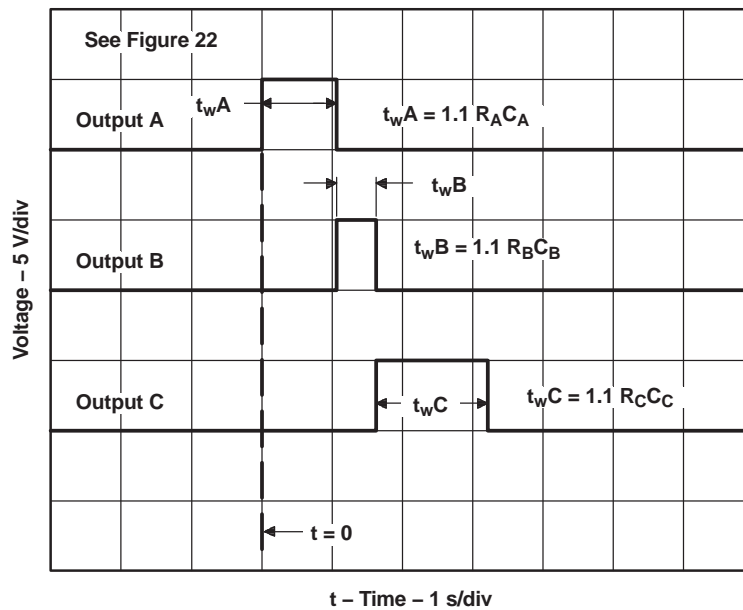 See Figure 22
Output A
twA
twA = 1.1 RACA
twB
Output B
twB = 1.1 RBCB
Output C
twC
twC = 1.1 RCCC
t = 0
Voltage – 5 V/div
t – Time – 1 s/div